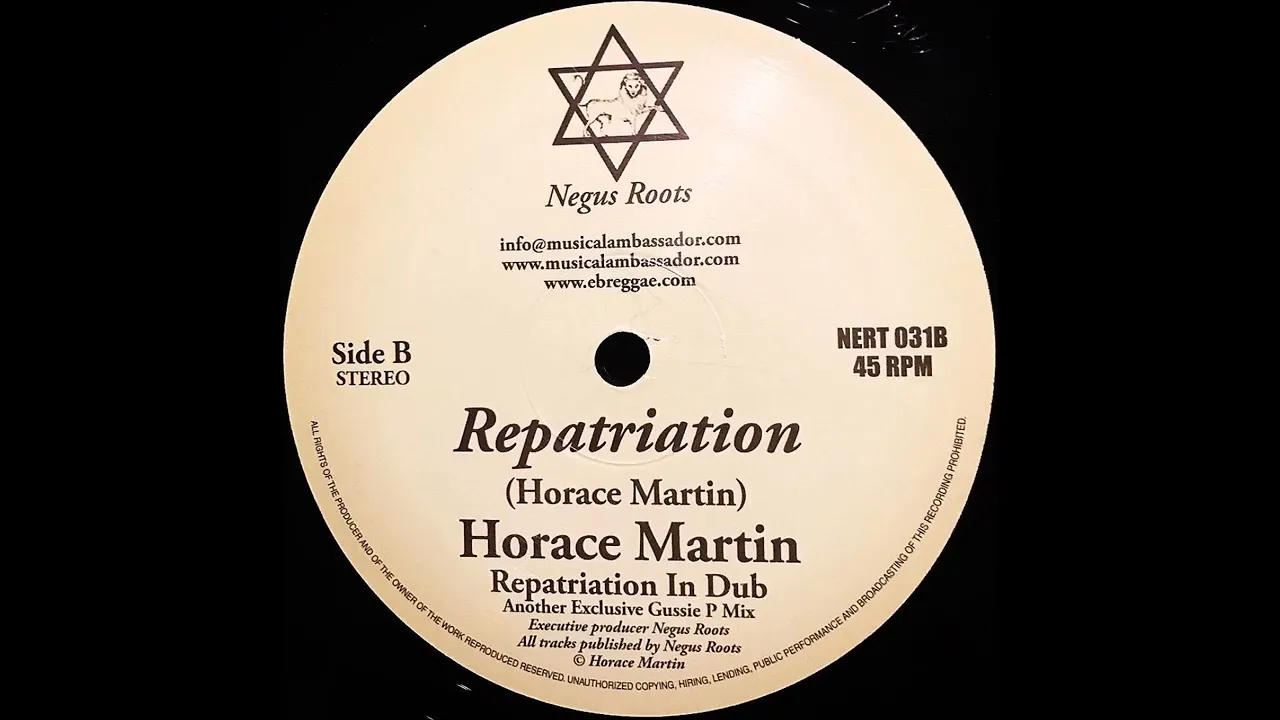 Negus Roots
info@musicalambassador.com
www.musicalambassador.com
www.ebreggae.com
Side B
STEREO
NERT 031B
45 RPM
Repatriation
(Horace Martin)
Horace Martin
Repatriation In Dub
Another Exclusive Gussie P Mix
Executive producer Negus Roots
All tracks published by Negus Roots
© Horace Martin
ALL RIGHTS OF THE PRODUCER AND OF THE OWNER OF THE WORK REPRODUCED RESERVED. UNAUTHORIZED COPYING, HIRING, LENDING, PUBLIC PERFORMANCE AND BROADCASTING OF THIS RECORDING PROHIBITED.